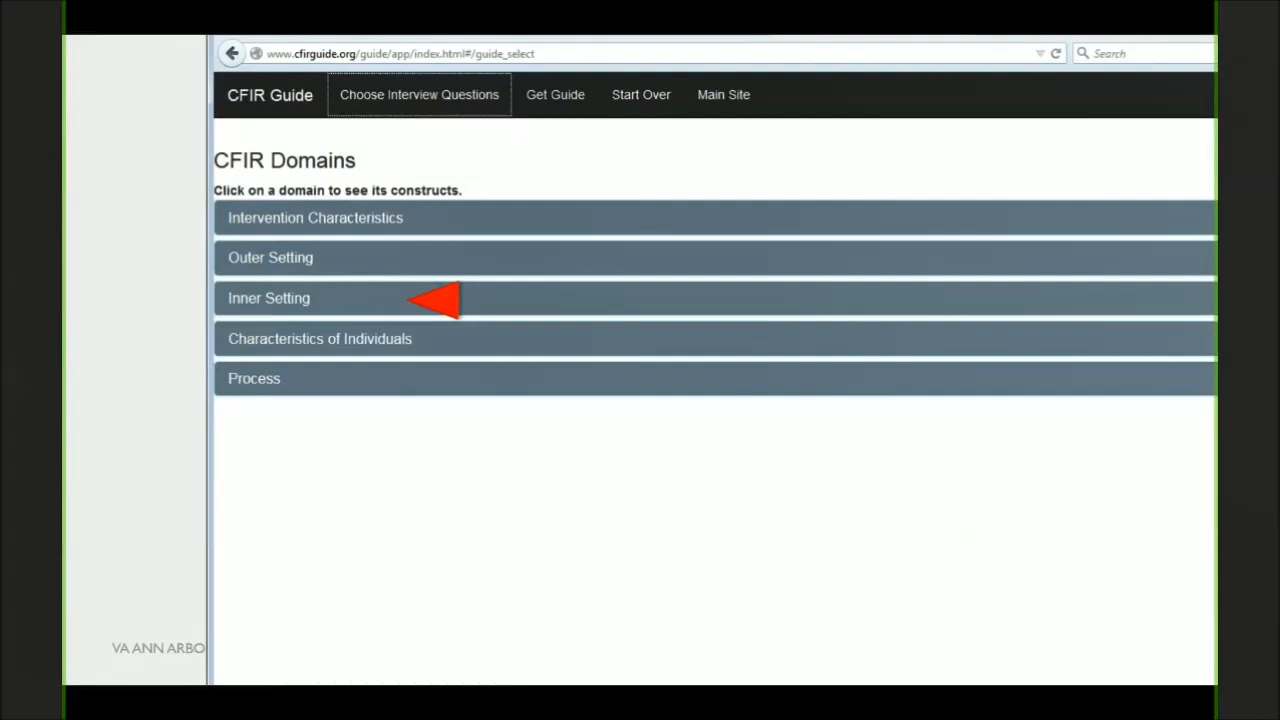 www.cfirguide.org/guide/app/index.html#/guide_select
Search
CFIR Guide
Choose Interview Questions
Get Guide
Start Over
Main Site
CFIR Domains
Click on a domain to see its constructs.
Intervention Characteristics
Outer Setting
Inner Setting
Characteristics of Individuals
Process
VA ANN ARBO